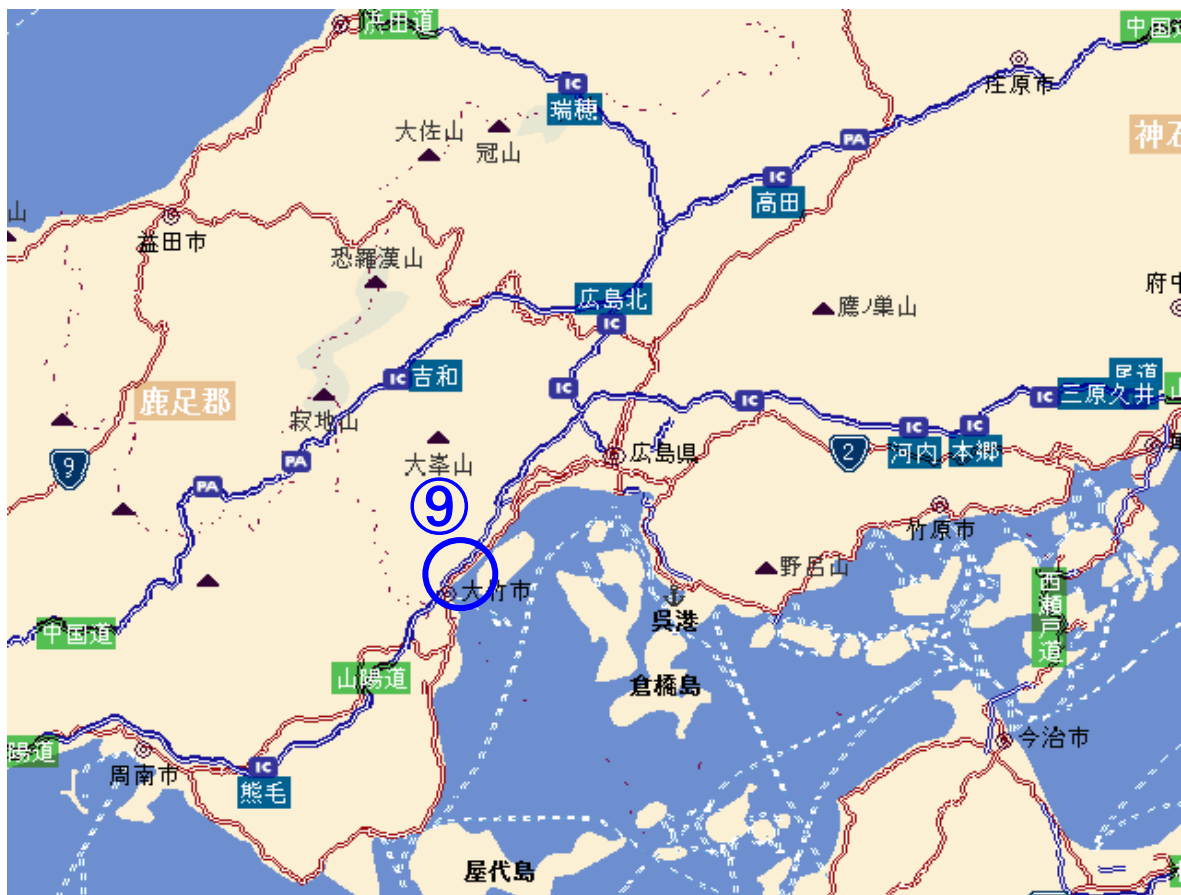 浜田道
中国道
IC
庄原市
瑞穂
大佐山
冠山
PA
神石
IC
高田
山
益田市
恐羅漢山
広島北
IC
鷹ノ巣山
府中
IC
吉和
尾道
山
IC
IC
IC
三原久井
鹿足郡
寂地山
IC
IC
河内
本郷
9
PA
大峯山
広島県
2
PA
⑨
竹原市
野呂山
大竹市
呉港
西瀬戸道
中国道
山陽道
倉橋島
今治市
陽道
周南市
IC
熊毛
屋代島